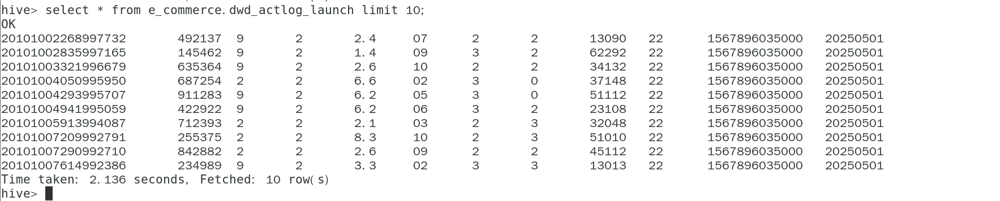 hive> select * from e_commerce.dwd_actlog_launch limit 10;
OK
20101002268997732 492137 9 2 2.4 07 2 2 13090 22 1567896035000 20250501
20101002835997165 145462 9 2 1.4 09 3 2 62292 22 1567896035000 20250501
20101003321996679 635364 9 2 2.6 10 2 2 34132 22 1567896035000 20250501
20101004050995950 687254 2 2 6.6 02 3 0 37148 22 1567896035000 20250501
20101004293995707 911283 9 2 6.2 05 3 0 51112 22 1567896035000 20250501
20101004941995059 422922 9 2 6.2 06 3 2 23108 22 1567896035000 20250501
20101005913994087 712393 2 2 2.1 03 2 3 32048 22 1567896035000 20250501
20101007209992791 255375 2 2 8.3 10 2 3 51010 22 1567896035000 20250501
20101007290992710 842882 2 2 2.6 09 2 2 45112 22 1567896035000 20250501
20101007614992386 234989 9 2 3.3 02 3 3 13013 22 1567896035000 20250501
Time taken: 2.136 seconds, Fetched: 10 row(s)
hive>